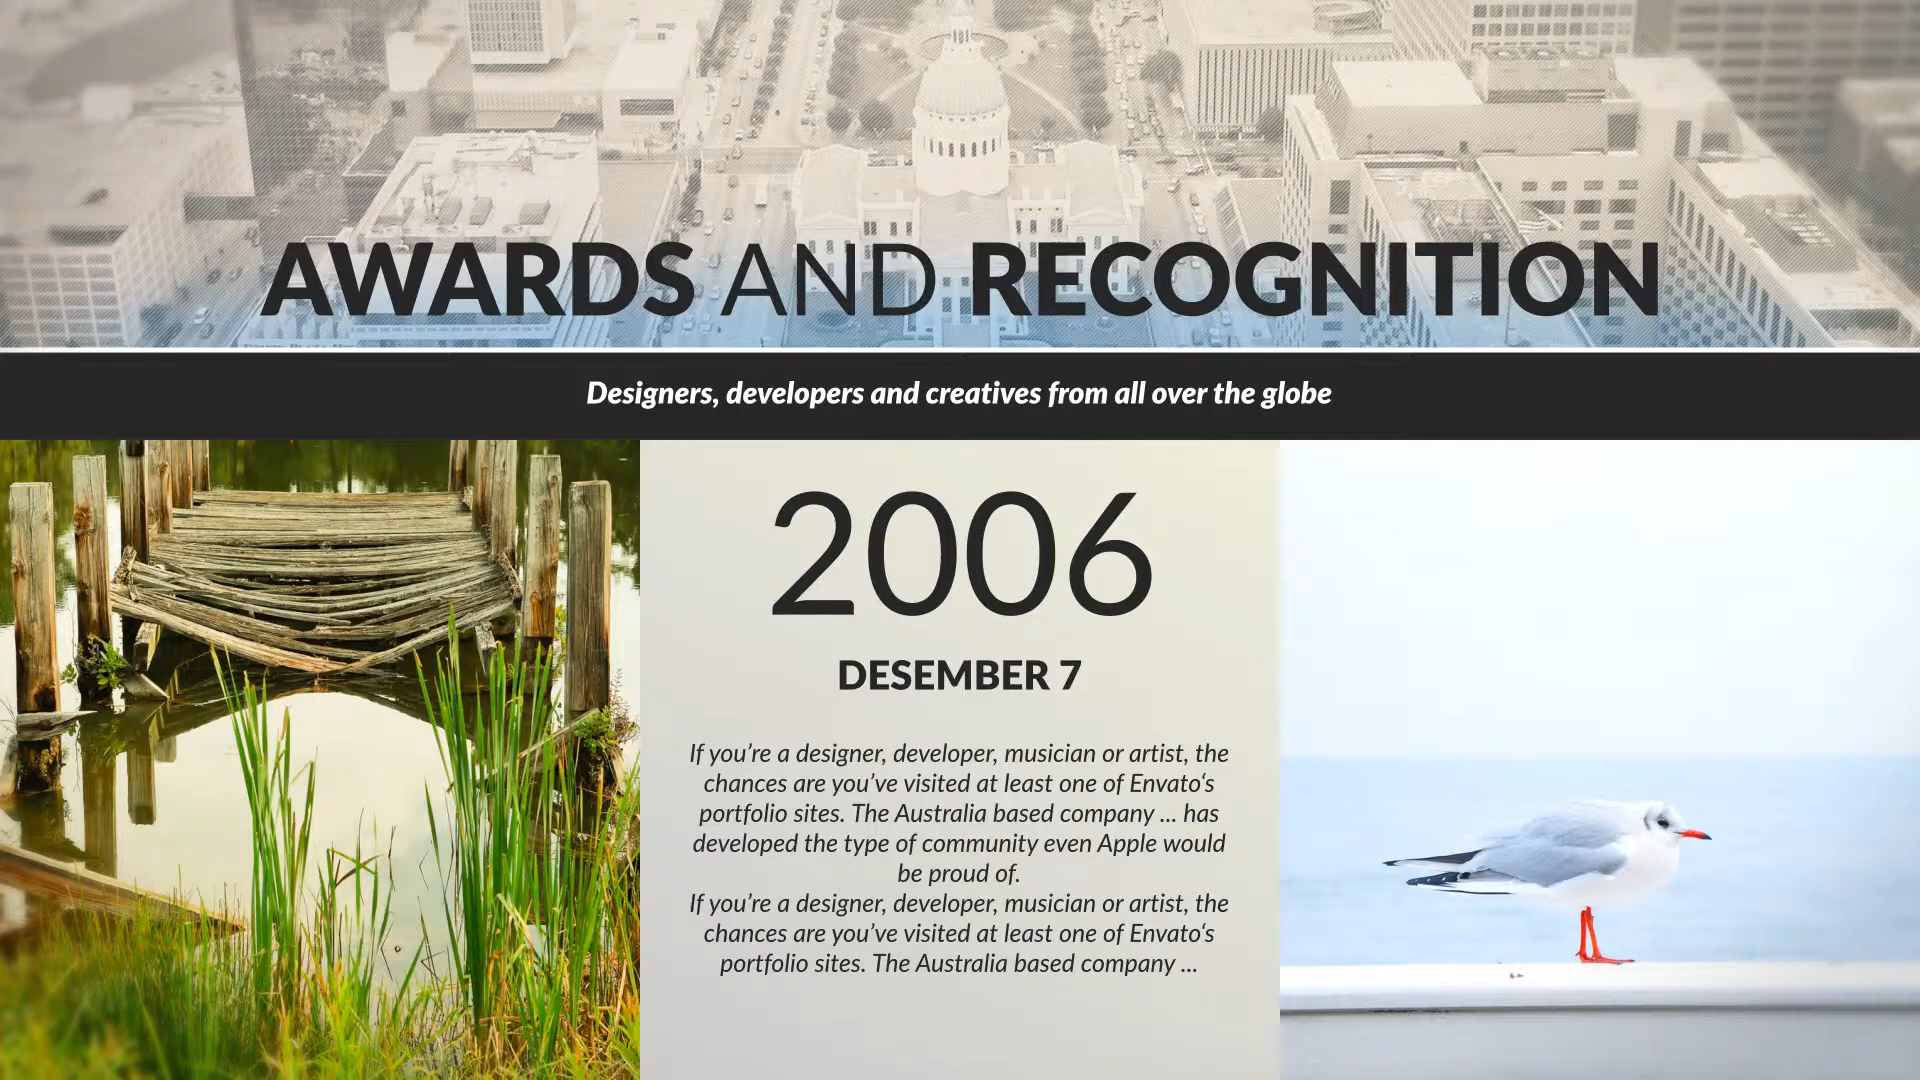 AWARDS AND RECOGNITION
Designers, developers and creatives from all over the globe
2006
DESEMBER 7
If you’re a designer, developer, musician or artist, the
chances are you’ve visited at least one of Envato‘s
portfolio sites. The Australia based company ... has
developed the type of community even Apple would
be proud of.
If you’re a designer, developer, musician or artist, the
chances are you’ve visited at least one of Envato‘s
portfolio sites. The Australia based company ...